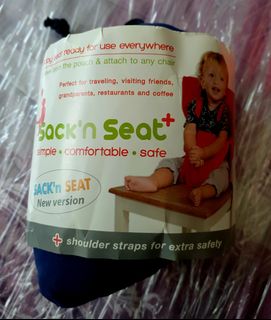 get ready for use everywhere
the pouch & attach to any chair
Perfect for traveling, visiting friends,
grandparents, restaurants and coffee
Sack'n Seat+
simple • comfortable • safe
SACK'n SEAT
New version
+ shoulder straps for extra safety